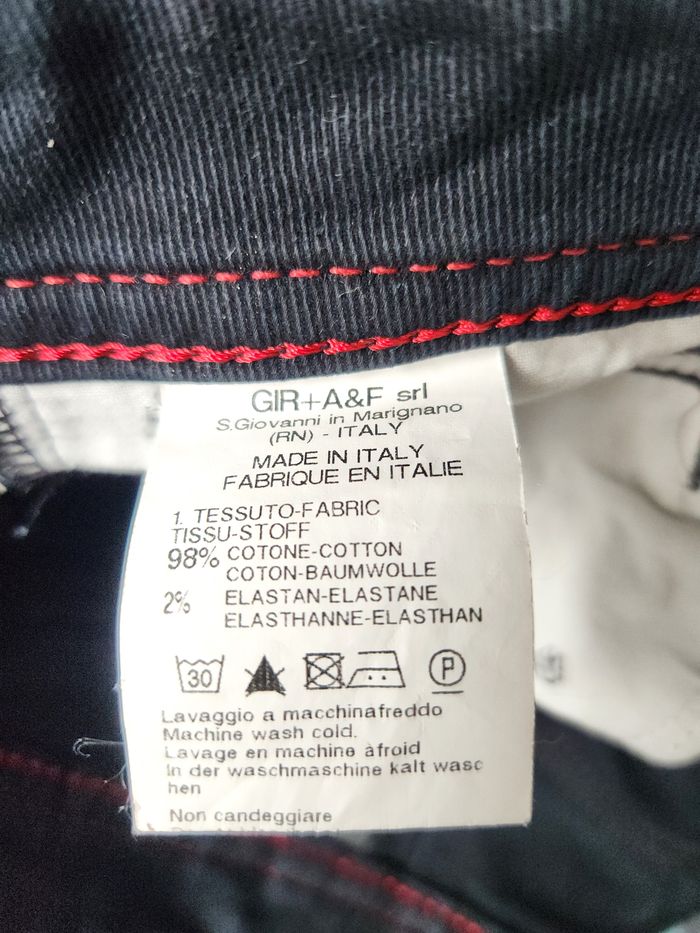 GIR+A&F srl
S.Giovanni in Marignano
(RN) - ITALY
MADE IN ITALY
FABRIQUE EN ITALIE
1. TESSUTO-FABRIC
TISSU-STOFF
98% COTONE-COTTON
COTON-BAUMWOLLE
2% ELASTAN-ELASTANE
ELASTHANNE-ELASTHAN
30 P
Lavaggio a macchinafreddo
Machine wash cold.
Lavage en machine àfroid
In der waschmaschine kalt wasc
hen
Non candeggiare